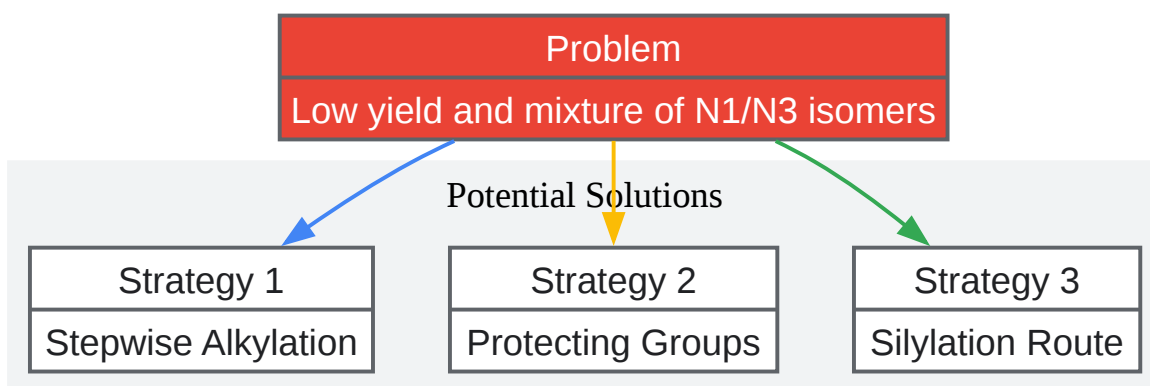 Problem
Low yield and mixture of N1/N3 isomers
Potential Solutions
Strategy 1
Stepwise Alkylation
Strategy 2
Protecting Groups
Strategy 3
Silylation Route